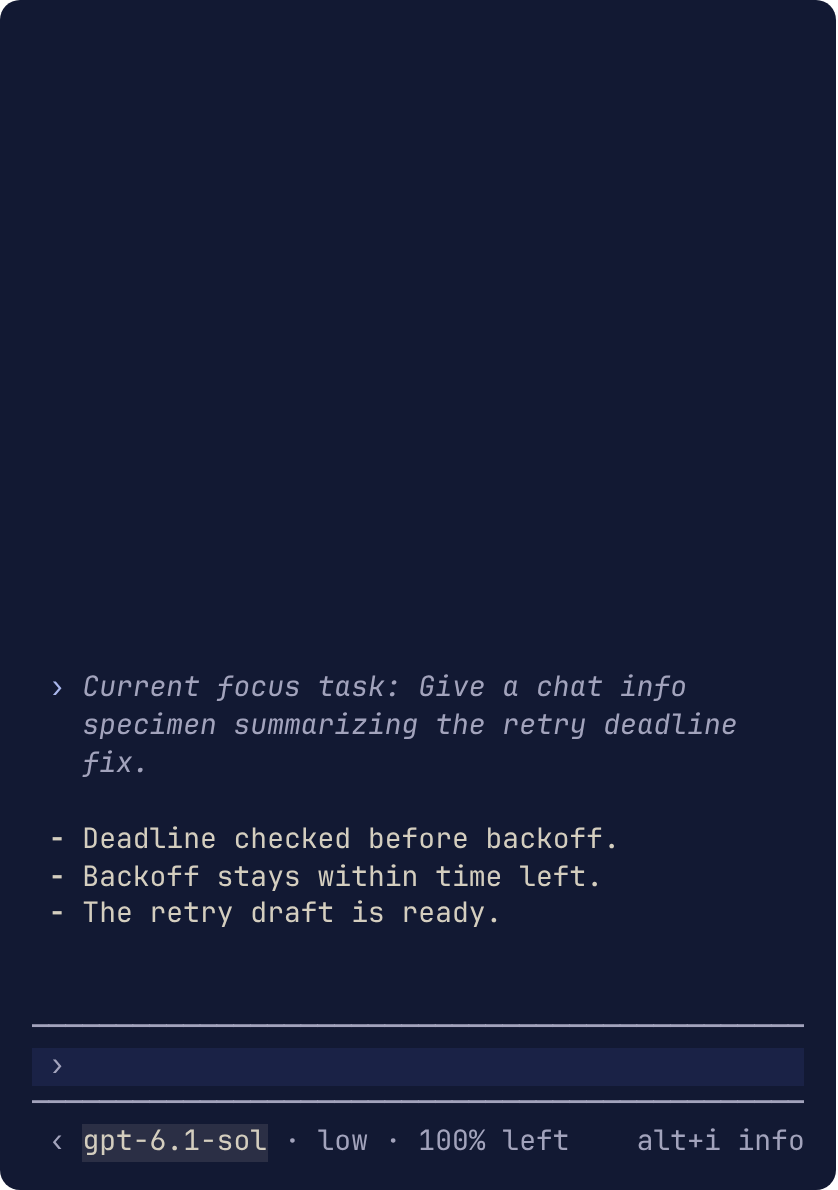 › Current focus task: Give a chat info
specimen summarizing the retry deadline
fix.
- Deadline checked before backoff.
- Backoff stays within time left.
- The retry draft is ready.
›
‹ gpt-6.1-sol · low · 100% left alt+i info